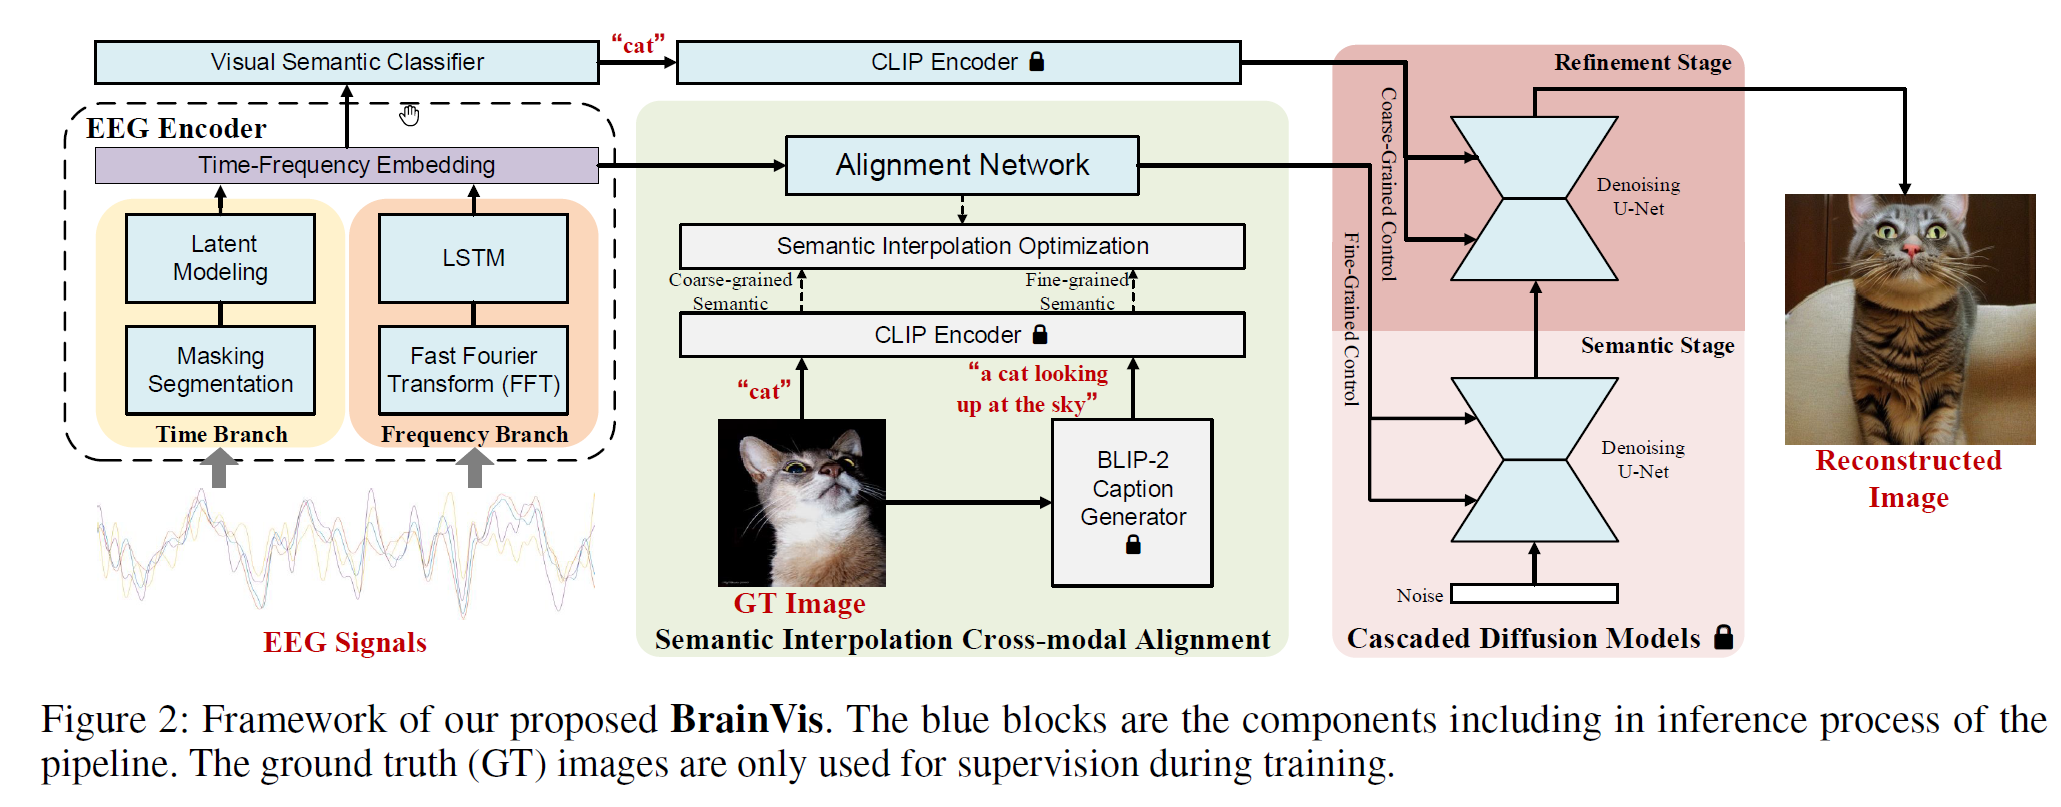 Visual Semantic Classifier
“cat”
CLIP Encoder
EEG Encoder
Time-Frequency Embedding
Latent
Modeling
LSTM
Masking
Segmentation
Fast Fourier
Transform (FFT)
Time Branch
Frequency Branch
EEG Signals
Alignment Network
Semantic Interpolation Optimization
Coarse-grained
Semantic
Fine-grained
Semantic
CLIP Encoder
“cat”
“a cat looking
up at the sky”
BLIP-2
Caption
Generator
GT Image
Semantic Interpolation Cross-modal Alignment
Refinement Stage
Coarse-Grained Control
Denoising
U-Net
Fine-Grained Control
Semantic Stage
Denoising
U-Net
Noise
Cascaded Diffusion Models
Reconstructed
Image
Figure 2: Framework of our proposed BrainVis. The blue blocks are the components including in inference process of the
pipeline. The ground truth (GT) images are only used for supervision during training.